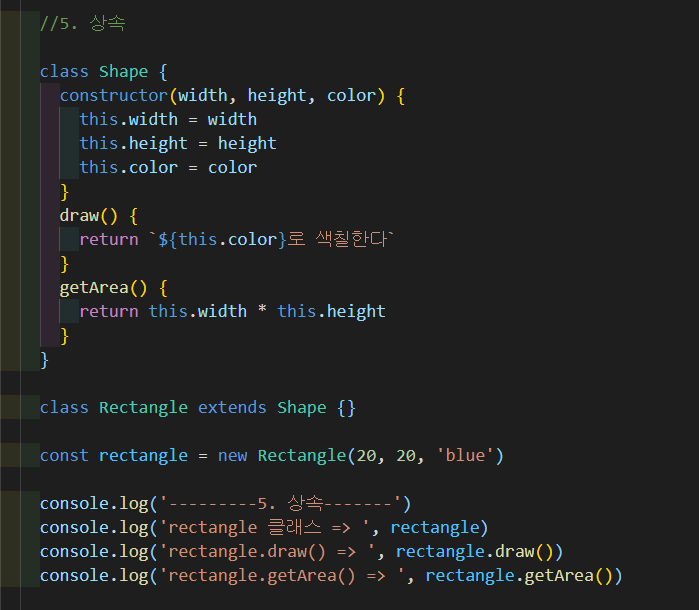 //5. 상속
class Shape {
constructor(width, height, color) {
this.width = width
this.height = height
this.color = color
}
draw() {
return `${this.color}로 색칠한다`
}
getArea() {
return this.width * this.height
}
}
class Rectangle extends Shape {}
const rectangle = new Rectangle(20, 20, 'blue')
console.log('---------5. 상속-------')
console.log('rectangle 클래스 => ', rectangle)
console.log('rectangle.draw() => ', rectangle.draw())
console.log('rectangle.getArea() => ', rectangle.getArea())